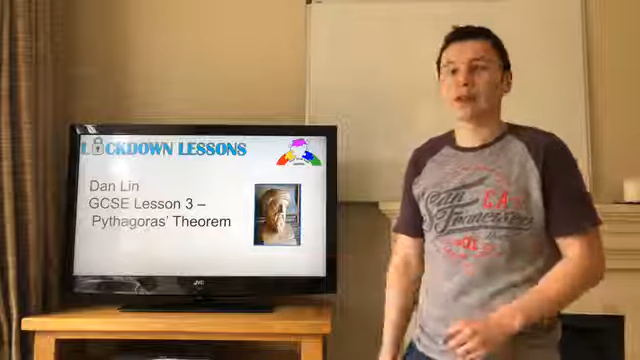 LOCKDOWN LESSONS
Dan Lin
GCSE Lesson 3 –
Pythagoras' Theorem
JVC
San
CA
Francisco